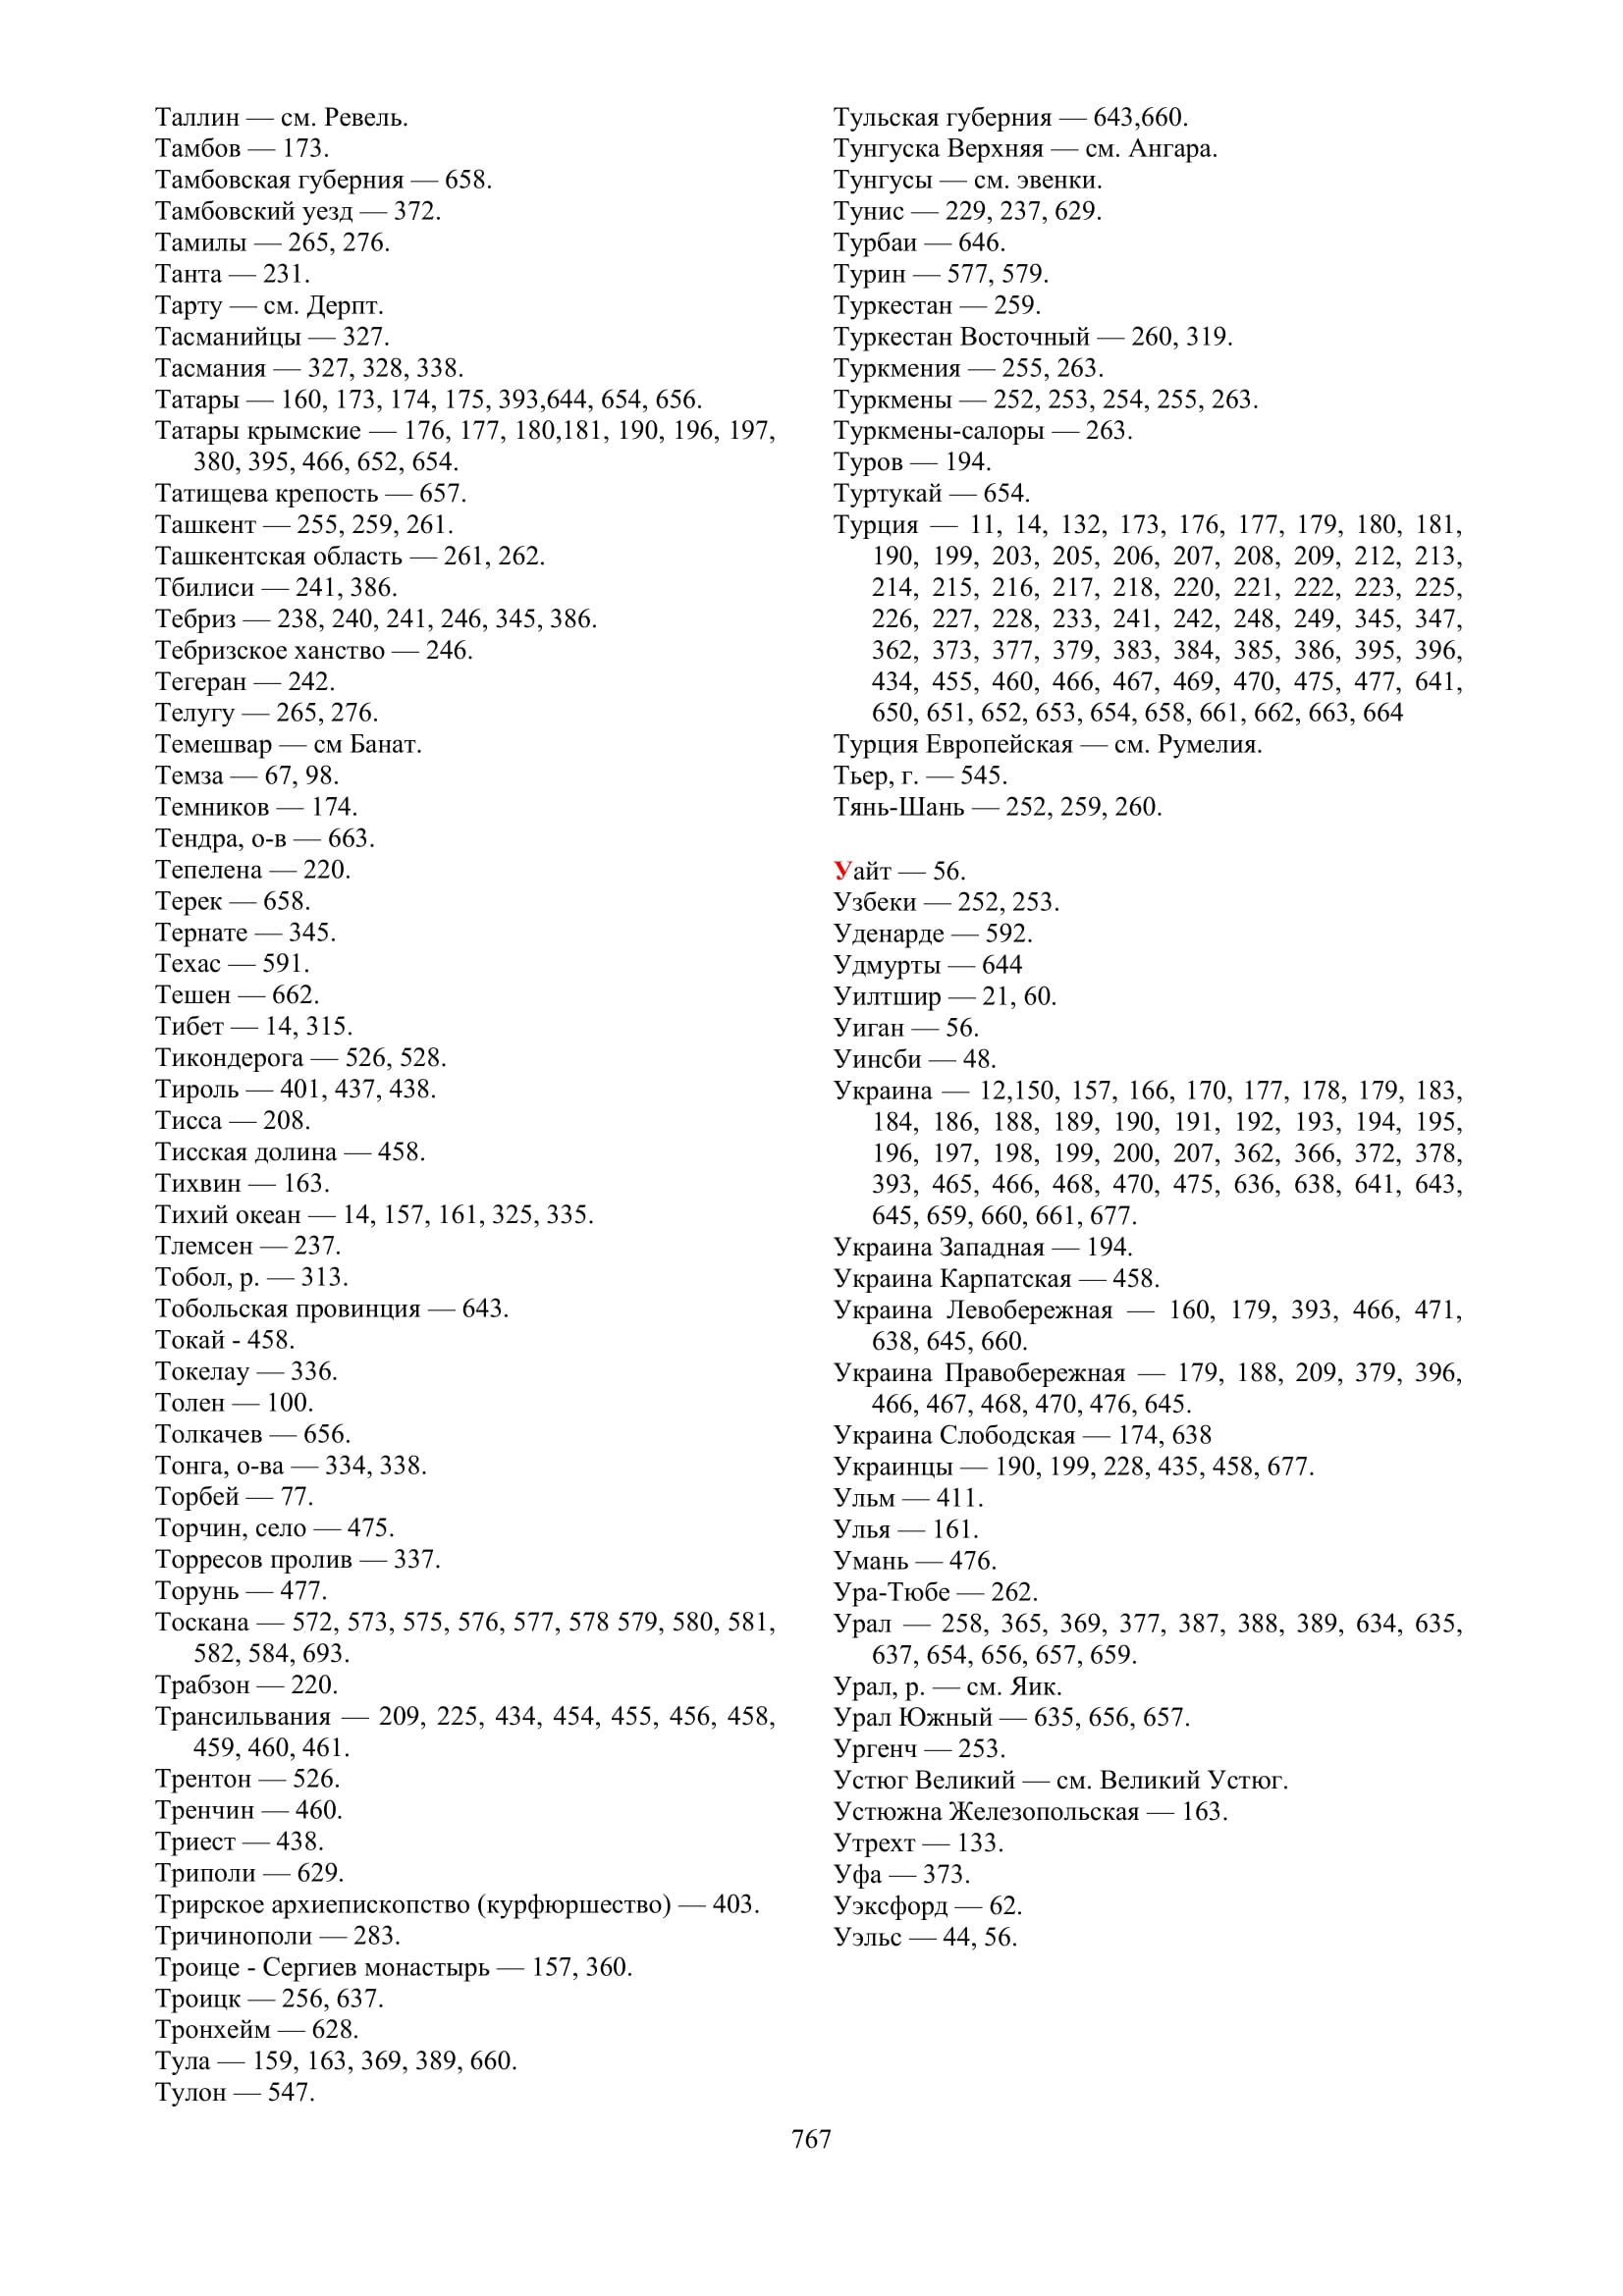 Таллин — см. Ревель.
Тамбов — 173.
Тамбовская губерния — 658.
Тамбовский уезд — 372.
Тамилы — 265, 276.
Танта — 231.
Тарту — см. Дерпт.
Тасманийцы — 327.
Тасмания — 327, 328, 338.
Татары — 160, 173, 174, 175, 393,644, 654, 656.
Татары крымские — 176, 177, 180,181, 190, 196, 197,
380, 395, 466, 652, 654.
Татищева крепость — 657.
Ташкент — 255, 259, 261.
Ташкентская область — 261, 262.
Тбилиси — 241, 386.
Тебриз — 238, 240, 241, 246, 345, 386.
Тебризское ханство — 246.
Тегеран — 242.
Телугу — 265, 276.
Темешвар — см Банат.
Темза — 67, 98.
Темников — 174.
Тендра, о-в — 663.
Тепелена — 220.
Терек — 658.
Тернате — 345.
Техас — 591.
Тешен — 662.
Тибет — 14, 315.
Тикондерога — 526, 528.
Тироль — 401, 437, 438.
Тисса — 208.
Тисская долина — 458.
Тихвин — 163.
Тихий океан — 14, 157, 161, 325, 335.
Тлемсен — 237.
Тобол, р. — 313.
Тобольская провинция — 643.
Токай - 458.
Токелау — 336.
Толен — 100.
Толкачев — 656.
Тонга, о-ва — 334, 338.
Торбей — 77.
Торчин, село — 475.
Торресов пролив — 337.
Торунь — 477.
Тоскана — 572, 573, 575, 576, 577, 578 579, 580, 581,
582, 584, 693.
Трабзон — 220.
Трансильвания — 209, 225, 434, 454, 455, 456, 458,
459, 460, 461.
Трентон — 526.
Тренчин — 460.
Триест — 438.
Триполи — 629.
Трирское архиепископство (курфюршество) — 403.
Тричинополи — 283.
Троице - Сергиев монастырь — 157, 360.
Троицк — 256, 637.
Тронхейм — 628.
Тула — 159, 163, 369, 389, 660.
Тулон — 547.
Тульская губерния — 643,660.
Тунгуска Верхняя — см. Ангара.
Тунгусы — см. эвенки.
Тунис — 229, 237, 629.
Турбаи — 646.
Турин — 577, 579.
Туркестан — 259.
Туркестан Восточный — 260, 319.
Туркмения — 255, 263.
Туркмены — 252, 253, 254, 255, 263.
Туркмены-салоры — 263.
Туров — 194.
Туртукай — 654.
Турция — 11, 14, 132, 173, 176, 177, 179, 180, 181,
190, 199, 203, 205, 206, 207, 208, 209, 212, 213,
214, 215, 216, 217, 218, 220, 221, 222, 223, 225,
226, 227, 228, 233, 241, 242, 248, 249, 345, 347,
362, 373, 377, 379, 383, 384, 385, 386, 395, 396,
434, 455, 460, 466, 467, 469, 470, 475, 477, 641,
650, 651, 652, 653, 654, 658, 661, 662, 663, 664
Турция Европейская — см. Румелия.
Тьер, г. — 545.
Тянь-Шань — 252, 259, 260.
Уайт — 56.
Узбеки — 252, 253.
Уденарде — 592.
Удмурты — 644
Уилтшир — 21, 60.
Уиган — 56.
Уинсби — 48.
Украина — 12,150, 157, 166, 170, 177, 178, 179, 183,
184, 186, 188, 189, 190, 191, 192, 193, 194, 195,
196, 197, 198, 199, 200, 207, 362, 366, 372, 378,
393, 465, 466, 468, 470, 475, 636, 638, 641, 643,
645, 659, 660, 661, 677.
Украина Западная — 194.
Украина Карпатская — 458.
Украина Левобережная — 160, 179, 393, 466, 471,
638, 645, 660.
Украина Правобережная — 179, 188, 209, 379, 396,
466, 467, 468, 470, 476, 645.
Украина Слободская — 174, 638
Украинцы — 190, 199, 228, 435, 458, 677.
Ульм — 411.
Улья — 161.
Умань — 476.
Ура-Тюбе — 262.
Урал — 258, 365, 369, 377, 387, 388, 389, 634, 635,
637, 654, 656, 657, 659.
Урал, р. — см. Яик.
Урал Южный — 635, 656, 657.
Ургенч — 253.
Устюг Великий — см. Великий Устюг.
Устюжна Железопольская — 163.
Утрехт — 133.
Уфа — 373.
Уэксфорд — 62.
Уэльс — 44, 56.
767